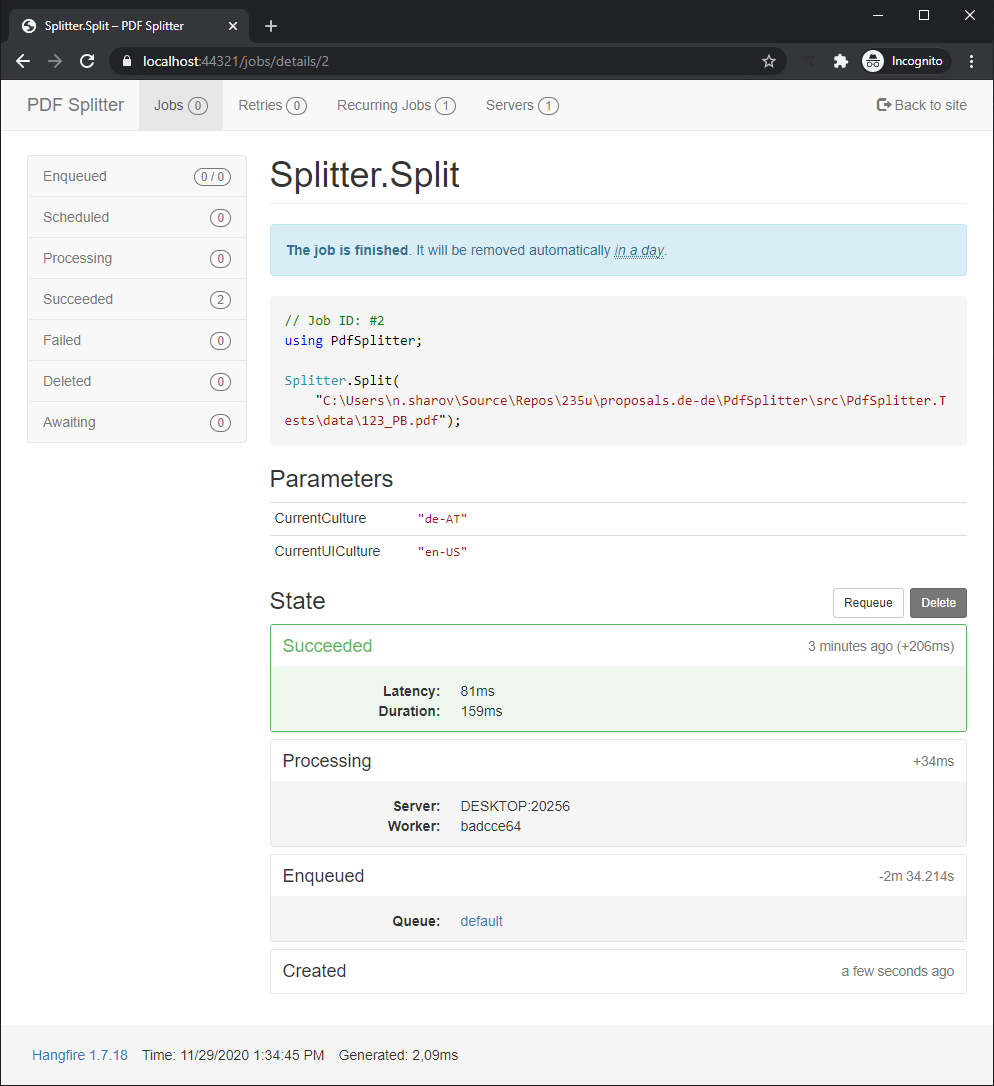 Splitter.Split – PDF Splitter
localhost:44321/jobs/details/2
Incognito
PDF Splitter Jobs 0 Retries 0 Recurring Jobs 1 Servers 1 Back to site
Enqueued 0 / 0
Scheduled 0
Processing 0
Succeeded 2
Failed 0
Deleted 0
Awaiting 0
Splitter.Split
The job is finished. It will be removed automatically in a day.
// Job ID: #2
using PdfSplitter;
Splitter.Split(
"C:\Users\n.sharov\Source\Repos\235u\proposals.de-de\PdfSplitter\src\PdfSplitter.T
ests\data\123_PB.pdf");
Parameters
CurrentCulture "de-AT"
CurrentUICulture "en-US"
State Requeue Delete
Succeeded 3 minutes ago (+206ms)
Latency: 81ms
Duration: 159ms
Processing +34ms
Server: DESKTOP:20256
Worker: badcce64
Enqueued -2m 34.214s
Queue: default
Created a few seconds ago
Hangfire 1.7.18 Time: 11/29/2020 1:34:45 PM Generated: 2,09ms